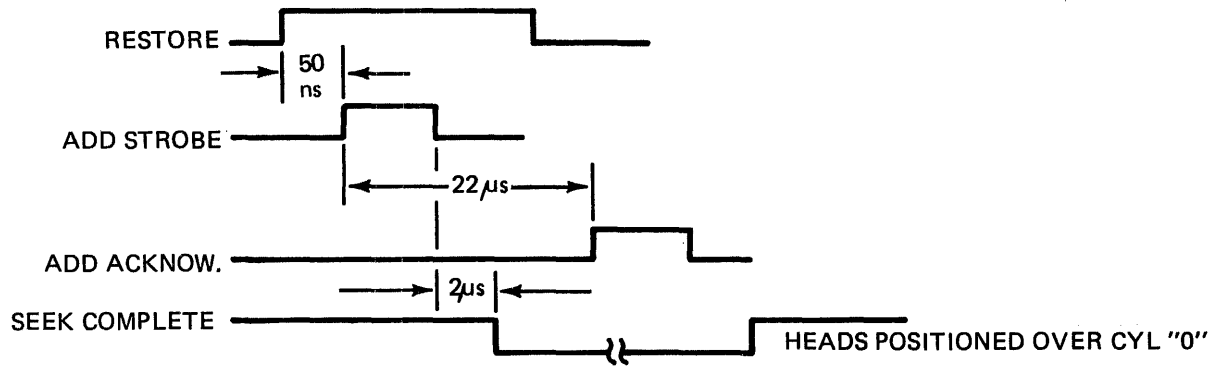 RESTORE
50
ns
ADD STROBE
22µs
ADD ACKNOW.
2µs
SEEK COMPLETE
HEADS POSITIONED OVER CYL "0"